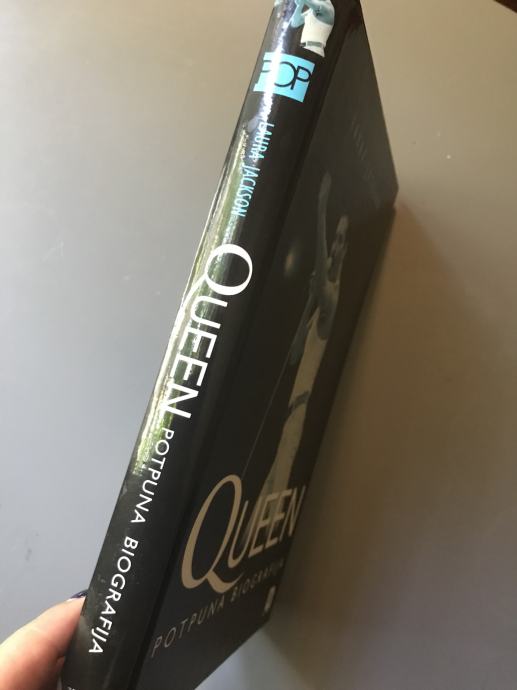 POP
LAURA JACKSON
QUEEN
POTPUNA BIOGRAFIJA
QUEEN
POTPUNA BIOGRAFIJA